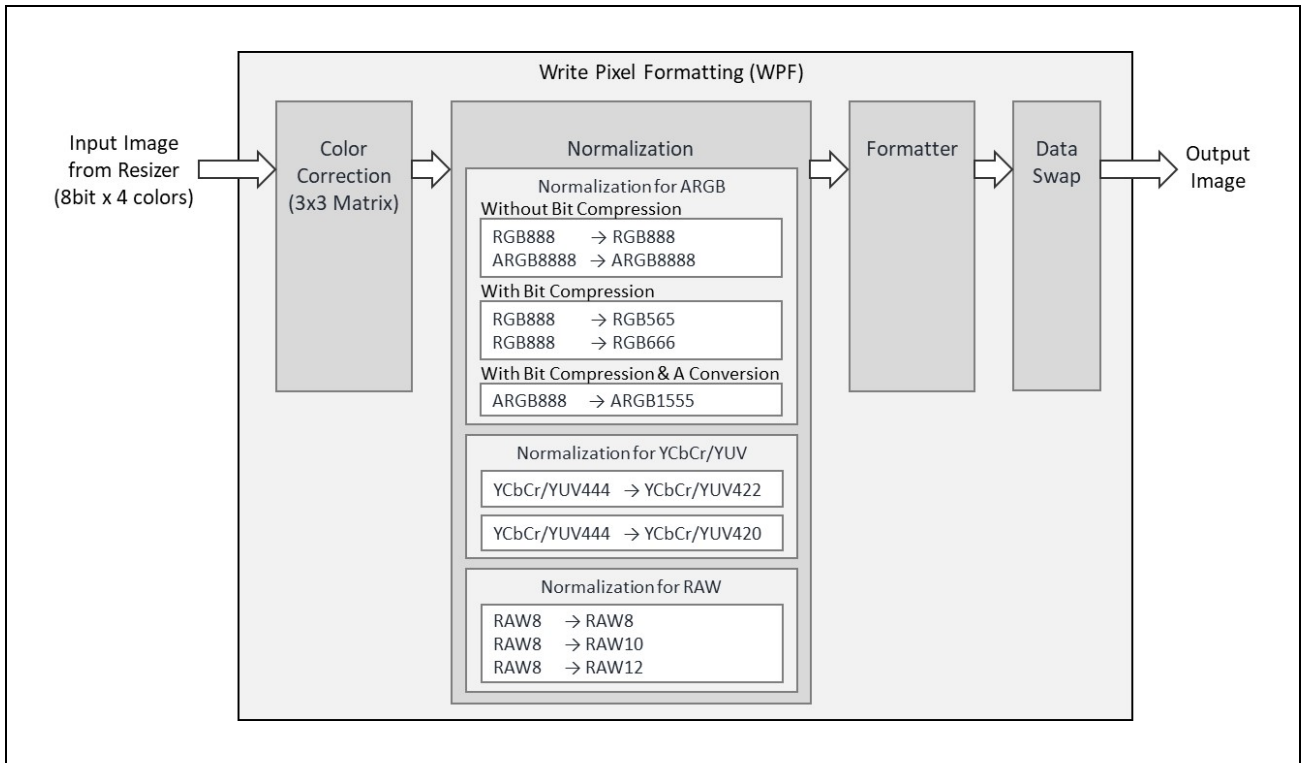 Write Pixel Formatting (WPF)
Input Image
from Resizer
(8bit x 4 colors)
Color
Correction
(3x3 Matrix)
Normalization
Normalization for ARGB
Without Bit Compression
RGB888 → RGB888
ARGB8888 → ARGB8888
With Bit Compression
RGB888 → RGB565
RGB888 → RGB666
With Bit Compression & A Conversion
ARGB888 → ARGB1555
Normalization for YCbCr/YUV
YCbCr/YUV444 → YCbCr/YUV422
YCbCr/YUV444 → YCbCr/YUV420
Normalization for RAW
RAW8 → RAW8
RAW8 → RAW10
RAW8 → RAW12
Formatter
Data
Swap
Output
Image